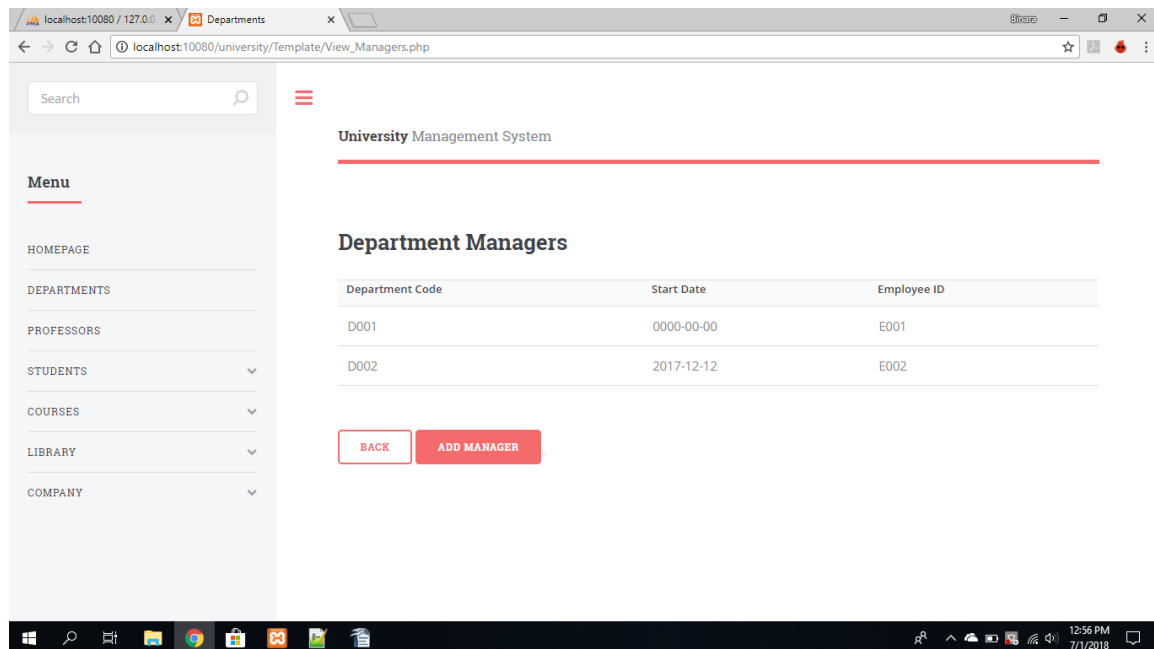 localhost:10080 / 127.0.0
Departments
Binara
localhost:10080/university/Template/View_Managers.php
Search
University Management System
Menu
HOMEPAGE
DEPARTMENTS
PROFESSORS
STUDENTS
COURSES
LIBRARY
COMPANY
Department Managers
Department Code Start Date Employee ID
D001 0000-00-00 E001
D002 2017-12-12 E002
BACK ADD MANAGER
12:56 PM
7/1/2018